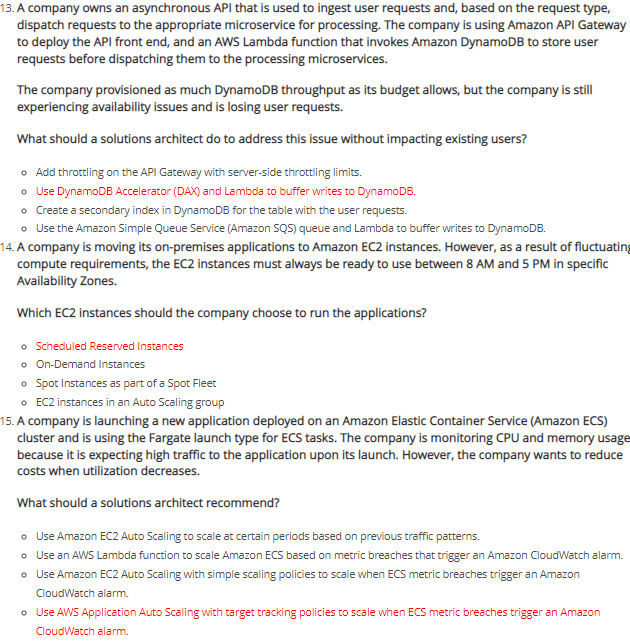 13. A company owns an asynchronous API that is used to ingest user requests and, based on the request type,
dispatch requests to the appropriate microservice for processing. The company is using Amazon API Gateway
to deploy the API front end, and an AWS Lambda function that invokes Amazon DynamoDB to store user
requests before dispatching them to the processing microservices.
The company provisioned as much DynamoDB throughput as its budget allows, but the company is still
experiencing availability issues and is losing user requests.
What should a solutions architect do to address this issue without impacting existing users?
Add throttling on the API Gateway with server-side throttling limits.
Use DynamoDB Accelerator (DAX) and Lambda to buffer writes to DynamoDB.
Create a secondary index in DynamoDB for the table with the user requests.
Use the Amazon Simple Queue Service (Amazon SQS) queue and Lambda to buffer writes to DynamoDB.
14. A company is moving its on-premises applications to Amazon EC2 instances. However, as a result of fluctuating
compute requirements, the EC2 instances must always be ready to use between 8 AM and 5 PM in specific
Availability Zones.
Which EC2 instances should the company choose to run the applications?
Scheduled Reserved Instances
On-Demand Instances
Spot Instances as part of a Spot Fleet
EC2 instances in an Auto Scaling group
15. A company is launching a new application deployed on an Amazon Elastic Container Service (Amazon ECS)
cluster and is using the Fargate launch type for ECS tasks. The company is monitoring CPU and memory usage
because it is expecting high traffic to the application upon its launch. However, the company wants to reduce
costs when utilization decreases.
What should a solutions architect recommend?
Use Amazon EC2 Auto Scaling to scale at certain periods based on previous traffic patterns.
Use an AWS Lambda function to scale Amazon ECS based on metric breaches that trigger an Amazon CloudWatch alarm.
Use Amazon EC2 Auto Scaling with simple scaling policies to scale when ECS metric breaches trigger an Amazon
CloudWatch alarm.
Use AWS Application Auto Scaling with target tracking policies to scale when ECS metric breaches trigger an Amazon
CloudWatch alarm.